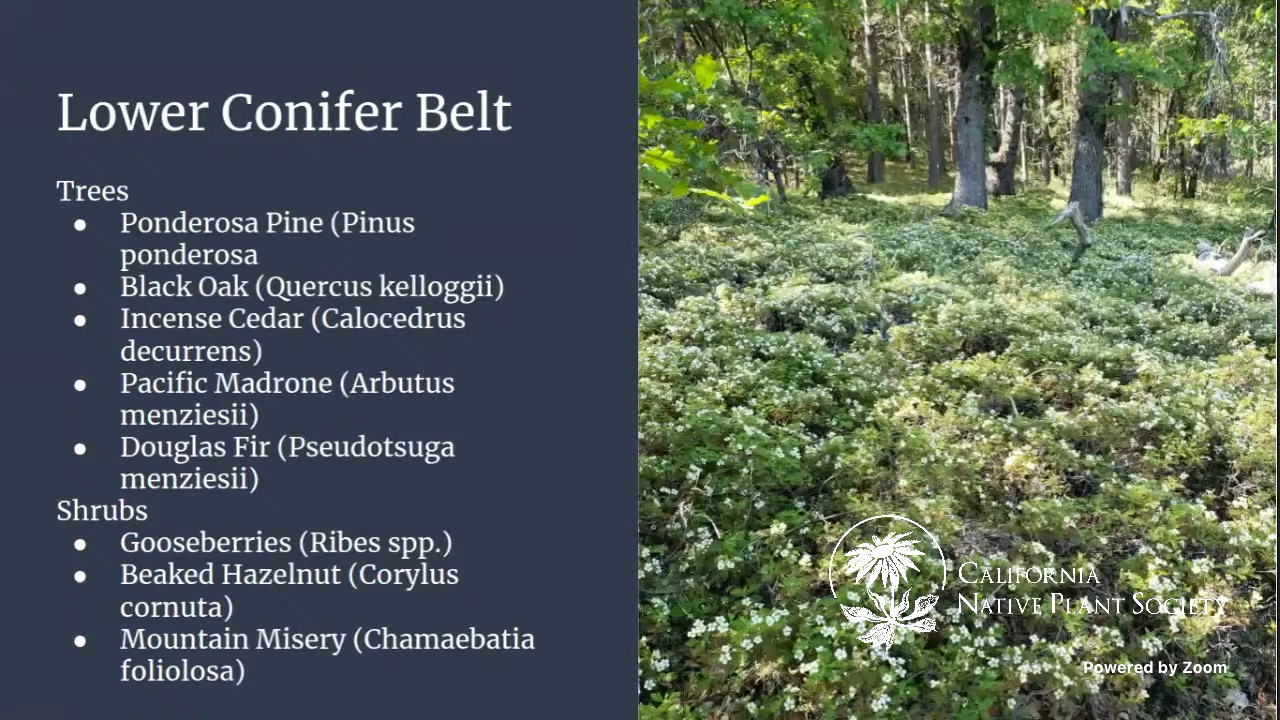 Lower Conifer Belt
Trees
● Ponderosa Pine (Pinus
ponderosa
● Black Oak (Quercus kelloggii)
● Incense Cedar (Calocedrus
decurrens)
● Pacific Madrone (Arbutus
menziesii)
● Douglas Fir (Pseudotsuga
menziesii)
Shrubs
● Gooseberries (Ribes spp.)
● Beaked Hazelnut (Corylus
cornuta)
● Mountain Misery (Chamaebatia
foliolosa)
California
Native Plant Society
Powered by Zoom